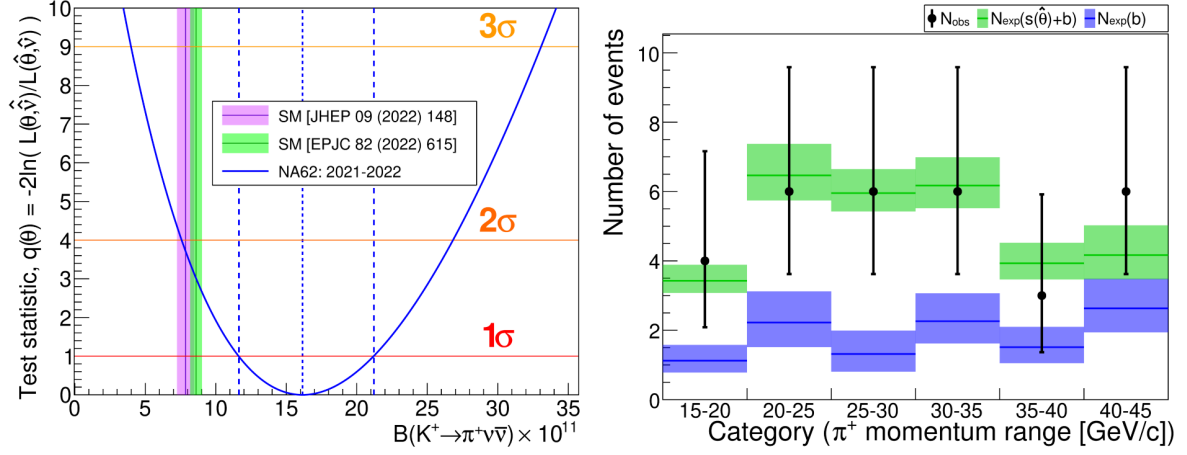 Test statistic, q(θ) = -2ln( L(θ,ν̂)/L(θ̂,ν̂)
10
9
8
7
6
5
4
3
2
1
0
3σ
SM [JHEP 09 (2022) 148]
SM [EPJC 82 (2022) 615]
NA62: 2021-2022
2σ
1σ
0 5 10 15 20 25 30 35
B(K⁺→π⁺νν̅) × 10¹¹
N_obs N_exp(s(θ̂)+b) N_exp(b)
Number of events
10
8
6
4
2
0
15-20 20-25 25-30 30-35 35-40 40-45
Category (π⁺ momentum range [GeV/c])